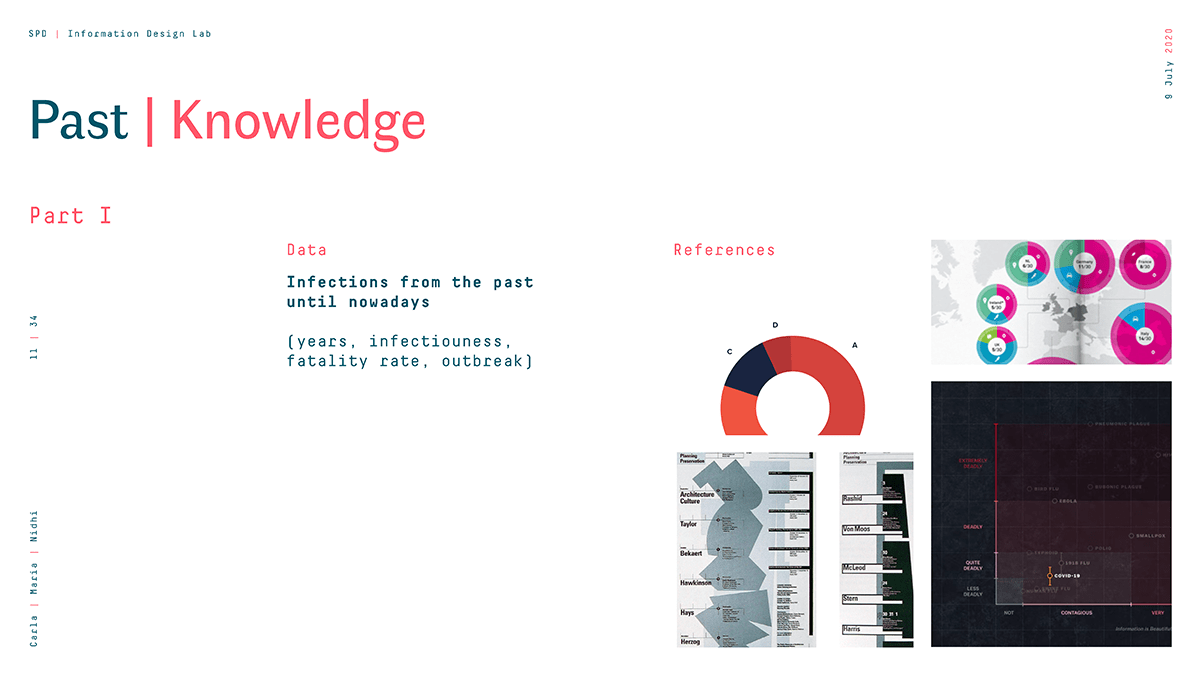 SPD | Information Design Lab
9 July 2020
Past | Knowledge
Part I
Data
Infections from the past
until nowadays
(years, infectiouness,
fatality rate, outbreak)
11 | 34
Carla | Maria | Nidhi
References
D
C
A
NL
6/30
Germany
11/30
France
8/30
Ireland
5/30
UK
5/30
Italy
14/30
Planning
Preservation
Architecture
Culture
Taylor
Bekaert
Hawkinson
Hays
Herzog
Planning
Preservation
Rashid
Von Moos
McLeod
Stern
Harris
PNEUMONIC PLAGUE
EXTREMELY
DEADLY
BIRD FLU
BUBONIC PLAGUE
EBOLA
DEADLY
SMALLPOX
POLIO
1918 FLU
QUITE
DEADLY
COVID-19
LESS
DEADLY
NOT
CONTAGIOUS
VERY
Information is Beautiful